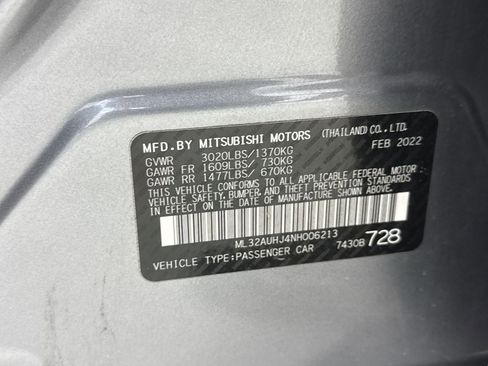 MFD.BY MITSUBISHI MOTORS (THAILAND)CO.,LTD.
GVWR 3020LBS/1370KG FEB 2022
GAWR FR 1609LBS/ 730KG
GAWR RR 1477LBS/ 670KG
THIS VEHICLE CONFORMS TO ALL APPLICABLE FEDERAL MOTOR
VEHICLE SAFETY, BUMPER, AND THEFT PREVENTION STANDARDS
IN EFFECT ON THE DATE OF MANUFACTURE SHOWN ABOVE.
ML32AUHJ4NH006213
VEHICLE TYPE:PASSENGER CAR 7430B 728